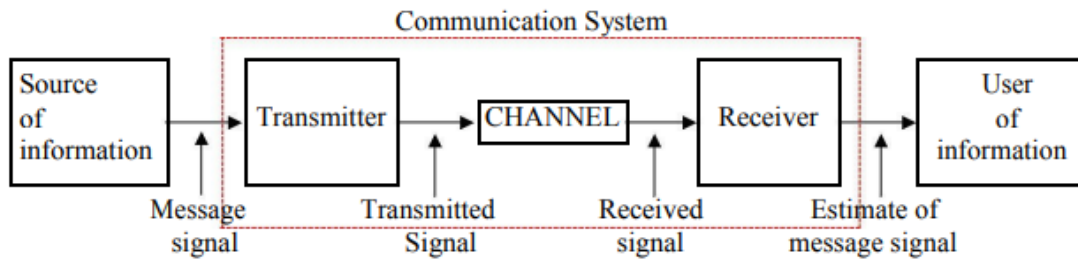 Communication System
Source
of
information
Transmitter
CHANNEL
Receiver
User
of
information
Message
signal
Transmitted
Signal
Received
signal
Estimate of
message signal